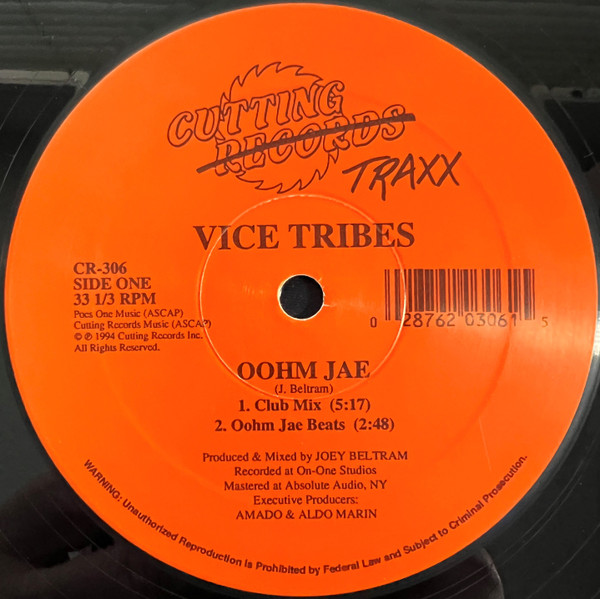 CUTTING
RECORDS
TRAXX
VICE TRIBES
CR-306
SIDE ONE
33 1/3 RPM
Poes One Music (ASCAP)
Cutting Records Music (ASCAP)
© ℗ 1994 Cutting Records Inc.
All Rights Reserved.
0 28762 03061 5
OOHM JAE
(J. Beltram)
1. Club Mix (5:17)
2. Oohm Jae Beats (2:48)
Produced & Mixed by JOEY BELTRAM
Recorded at On-One Studios
Mastered at Absolute Audio, NY
Executive Producers:
AMADO & ALDO MARIN
WARNING: Unauthorized Reproduction is Prohibited by Federal Law and Subject to Criminal Prosecution.